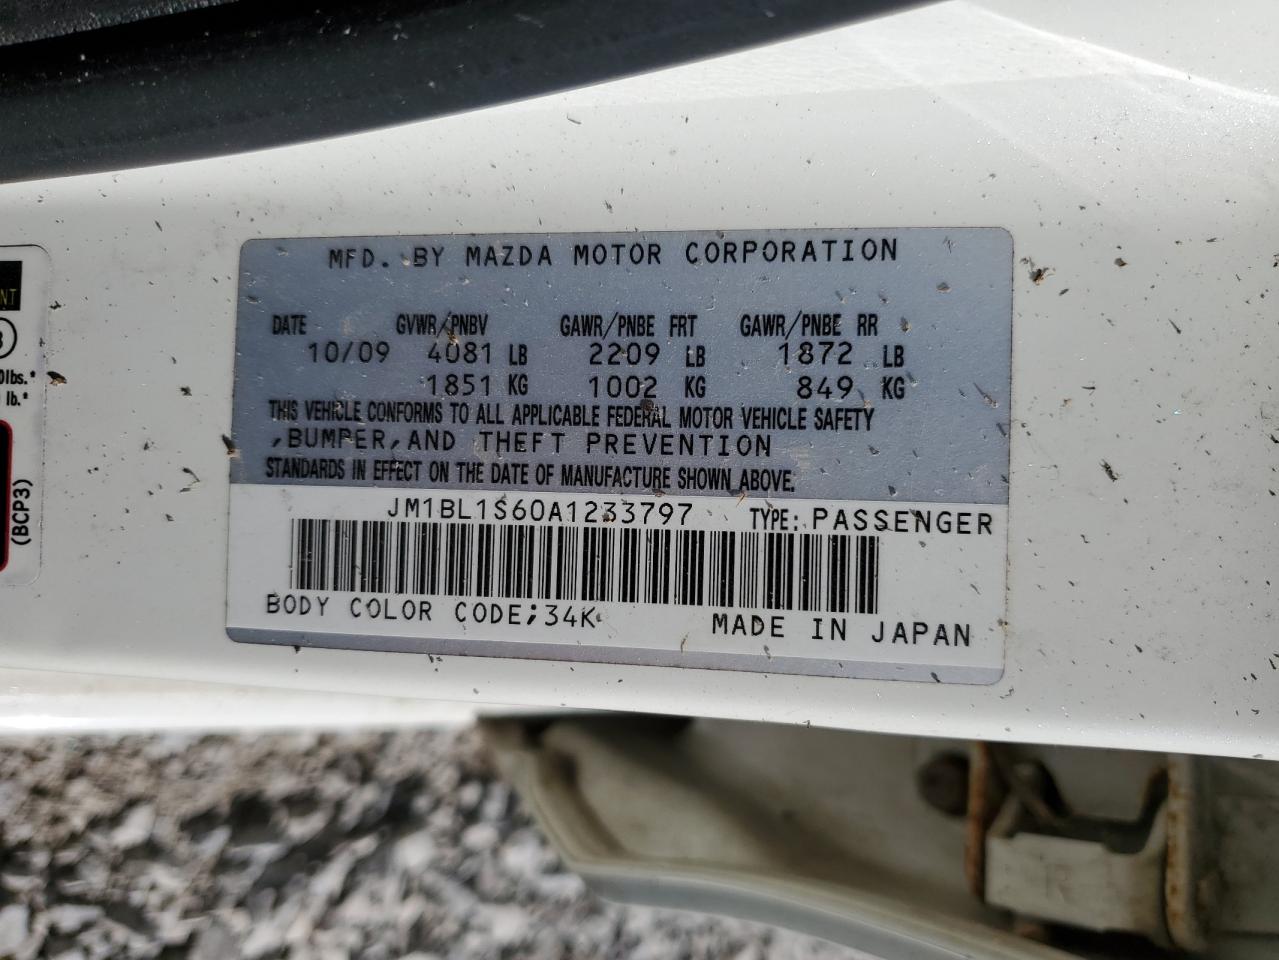 MFD. BY MAZDA MOTOR CORPORATION
DATE GVWR/PNBV GAWR/PNBE FRT GAWR/PNBE RR
10/09 4081 LB 2209 LB 1872 LB
1851 KG 1002 KG 849 KG
THIS VEHICLE CONFORMS TO ALL APPLICABLE FEDERAL MOTOR VEHICLE SAFETY
,BUMPER,AND THEFT PREVENTION
STANDARDS IN EFFECT ON THE DATE OF MANUFACTURE SHOWN ABOVE.
JM1BL1S60A1233797 TYPE: PASSENGER
BODY COLOR CODE;34K
MADE IN JAPAN
lb.*
(BCP3)